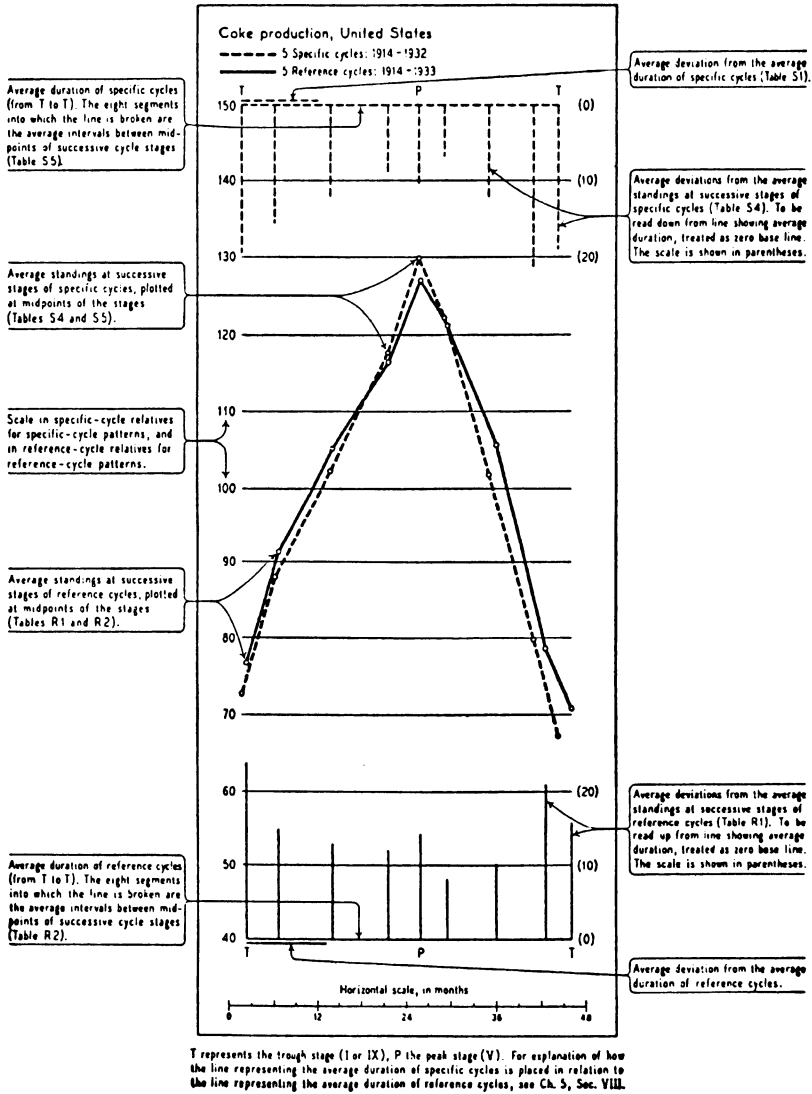 Coke production, United States
5 Specific cycles: 1914-1932
5 Reference cycles: 1914-1933
Average deviation from the average
duration of specific cycles (Table S1).
Average duration of specific cycles
(from T to T). The eight segments
into which the line is broken are
the average intervals between mid-
points of successive cycle stages
(Table S5).
T P T
150 (0)
140 (10)
130 (20)
Average deviations from the average
standings at successive stages of
specific cycles (Table S4). To be
read down from line showing average
duration, treated as zero base line.
The scale is shown in parentheses.
Average standings at successive
stages of specific cycles, plotted
at midpoints of the stages
(Tables S4 and S5).
120
110
Scale in specific-cycle relatives
for specific-cycle patterns, and
in reference-cycle relatives for
reference-cycle patterns.
100
90
Average standings at successive
stages of reference cycles, plotted
at midpoints of the stages
(Tables R1 and R2).
80
70
60 (20)
50 (10)
40 (0)
Average deviations from the average
standings at successive stages of
reference cycles (Table R1). To be
read up from line showing average
duration, treated as zero base line.
The scale is shown in parentheses.
Average duration of reference cycles
(from T to T). The eight segments
into which the line is broken are
the average intervals between mid-
points of successive cycle stages
(Table R2).
T P T
Average deviation from the average
duration of reference cycles.
Horizontal scale, in months
0 12 24 36 48
T represents the trough stage (I or IX), P the peak stage (V). For explanation of how
the line representing the average duration of specific cycles is placed in relation to
the line representing the average duration of reference cycles, see Ch. 5, Sec. VIII.